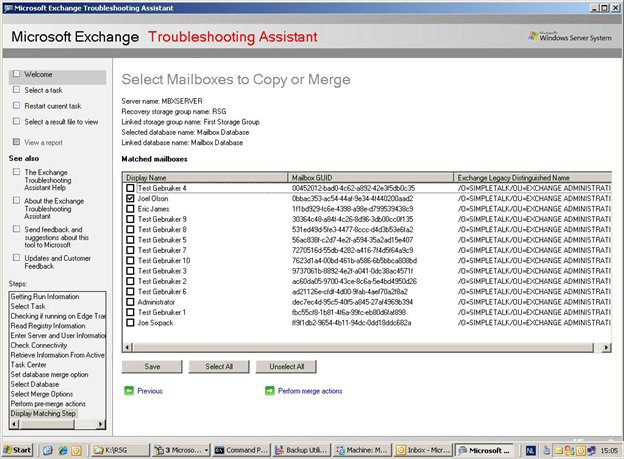 Microsoft Exchange Troubleshooting Assistant
Microsoft Exchange Troubleshooting Assistant
Microsoft
Windows Server System
Welcome
Select a task
Restart current task
Select a result file to view
View a report
See also
The Exchange
Troubleshooting
Assistant Help
About the Exchange
Troubleshooting
Assistant
Send feedback and
suggestions about this
tool to Microsoft
Updates and Customer
Feedback
Steps:
Getting Run Information
Select Task
Checking if running on Edge Tran
Read Registry Information
Enter Server and User Information
Check Connectivity
Retrieve Information From Active
Task Center
Set database merge option
Select Database
Select Merge Options
Perform pre-merge actions
Display Matching Step
Select Mailboxes to Copy or Merge
Server name: MBXSERVER
Recovery storage group name: RSG
Linked storage group name: First Storage Group
Selected database name: Mailbox Database
Linked database name: Mailbox Database
Matched mailboxes
Display Name Mailbox GUID Exchange Legacy Distinguished Name
Test Gebruiker 4 00452012-bad0-4c62-a892-42e3f5db0c35 /O=SIMPLETALK/OU=EXCHANGE ADMINISTRATI
Joel Olson 0bbac353-ac54-44af-9e34-4f440200aad2 /O=SIMPLETALK/OU=EXCHANGE ADMINISTRATI
Eric James 1f1bd929-fc6e-4398-a98e-d799539438c9 /O=SIMPLETALK/OU=EXCHANGE ADMINISTRATI
Test Gebruiker 9 30364c48-a84f-4c26-8d96-3db00cc0f135 /O=SIMPLETALK/OU=EXCHANGE ADMINISTRATI
Test Gebruiker 8 531ed49d-5fe3-4477-8ccc-d4d3b53e6fa2 /O=SIMPLETALK/OU=EXCHANGE ADMINISTRATI
Test Gebruiker 5 56ac838f-c2d7-4e2f-a594-35a2ad15e407 /O=SIMPLETALK/OU=EXCHANGE ADMINISTRATI
Test Gebruiker 7 7270516d-55db-4282-a416-7f4d5f64a9c9 /O=SIMPLETALK/OU=EXCHANGE ADMINISTRATI
Test Gebruiker 10 7623d1a4-00bd-461b-a586-6b5bbca808bd /O=SIMPLETALK/OU=EXCHANGE ADMINISTRATI
Test Gebruiker 3 9737061b-8892-4e2f-a041-0dc38ac4571f /O=SIMPLETALK/OU=EXCHANGE ADMINISTRATI
Test Gebruiker 2 ac60da05-9700-43ce-8c6a-5e4bd4950d26 /O=SIMPLETALK/OU=EXCHANGE ADMINISTRATI
Test Gebruiker 6 ad21126e-cfdf-4d00-9fab-4aef70a2f8a2 /O=SIMPLETALK/OU=EXCHANGE ADMINISTRATI
Administrator dec7ec4d-95c5-40f5-a845-27af4969b394 /O=SIMPLETALK/OU=EXCHANGE ADMINISTRATI
Test Gebruiker 1 fbc55cf8-1b81-4f6a-99fc-eb80d6faf898 /O=SIMPLETALK/OU=EXCHANGE ADMINISTRATI
Joe Sixpack ff9f1db2-9654-4b11-94dc-0dd18ddc682a /O=SIMPLETALK/OU=EXCHANGE ADMINISTRATI
Save Select All Unselect All
Previous Perform merge actions
Start K:\RSG 3 Microso... Command P... Backup Utili... Machine: M... Inbox - Micr... Microsoft ... NL 15:05